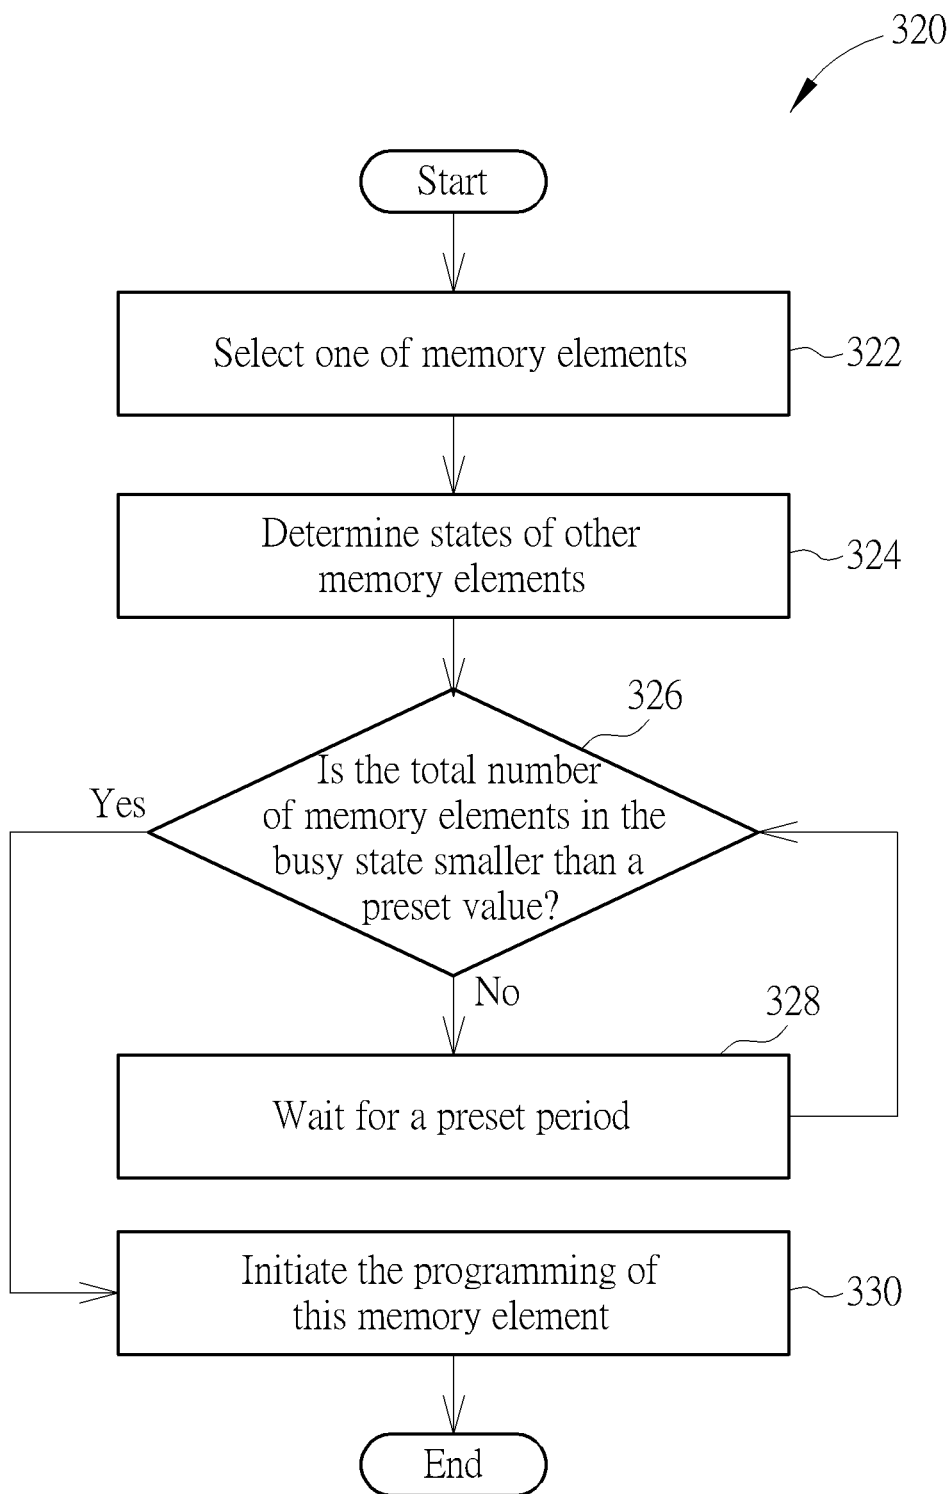 320
Start
Select one of memory elements
322
Determine states of other
memory elements
324
326
Is the total number
of memory elements in the
busy state smaller than a
preset value?
Yes
No
328
Wait for a preset period
Initiate the programming of
this memory element
330
End